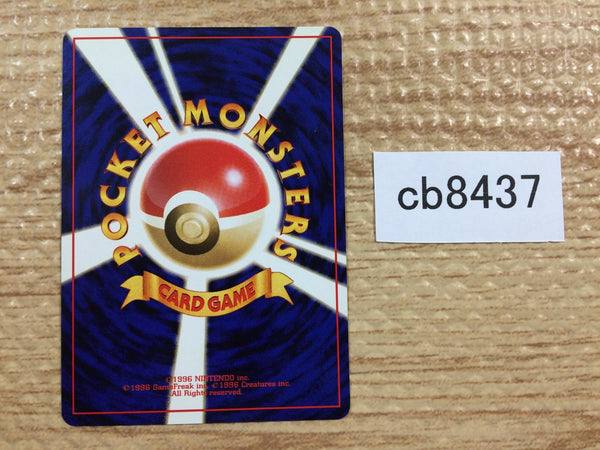 POCKET MONSTERS
CARD GAME
©1996 NINTENDO inc.
©1996 GameFreak inc. ©1996 Creatures inc.
All Rights reserved.
cb8437